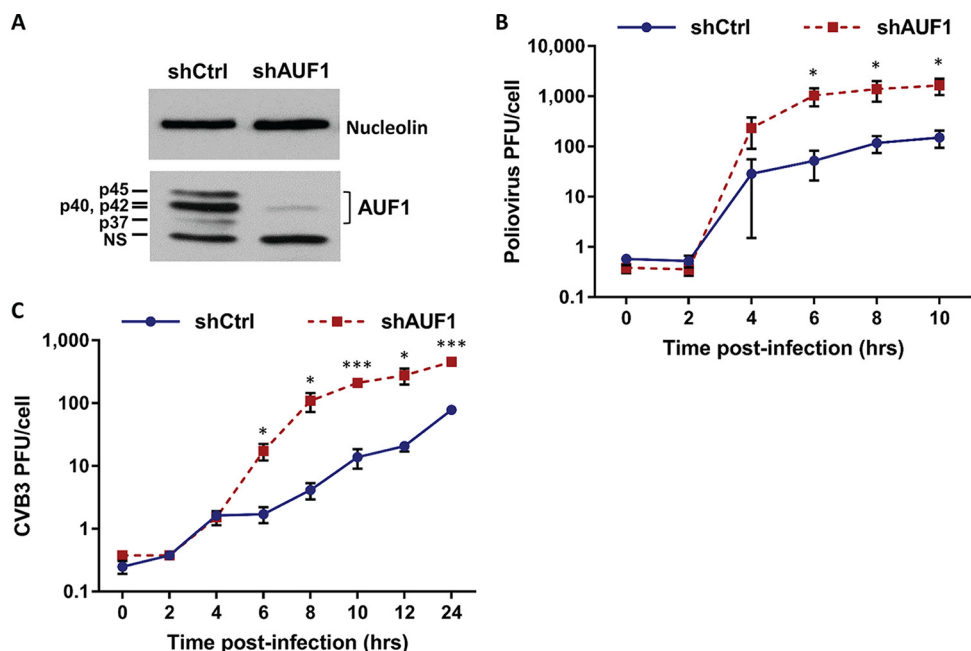 A
shCtrl shAUF1
Nucleolin
p45
p40, p42
p37
NS
AUF1
B
shCtrl shAUF1
10,000
1,000
100
10
1
0.1
* * *
Poliovirus PFU/cell
0 2 4 6 8 10
Time post-infection (hrs)
C
shCtrl shAUF1
1,000
100
10
1
0.1
* * *** * ***
CVB3 PFU/cell
0 2 4 6 8 10 12 24
Time post-infection (hrs)